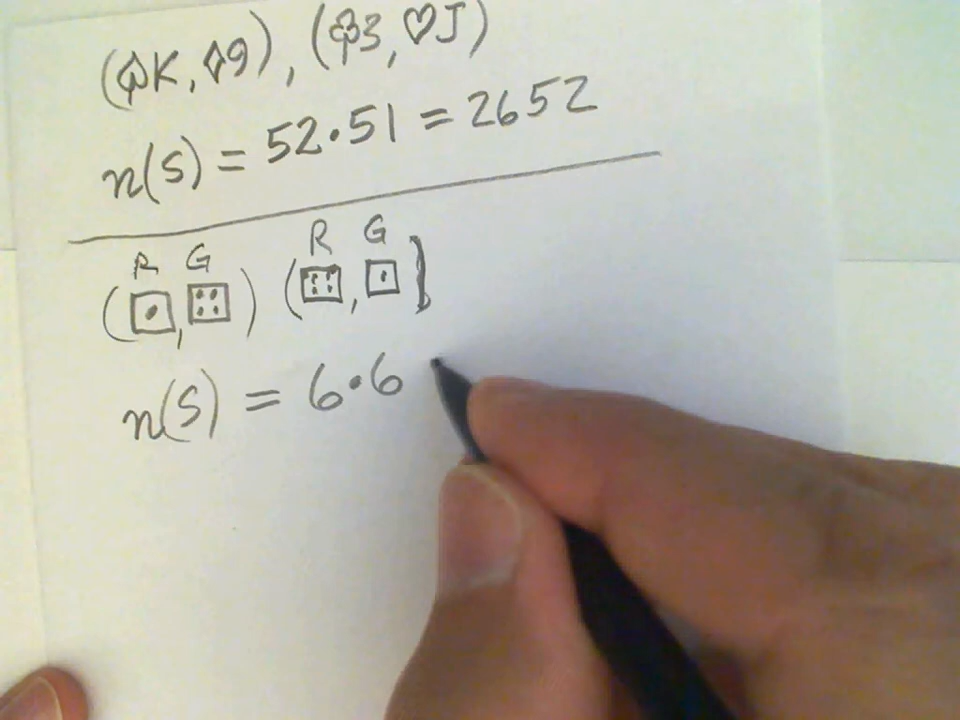 (♤K, ♢9), (♧3, ♡J)
n(S) = 52·51 = 2652
R G R G
(⚀, ⚃) (⚅, ⚀)
n(S) = 6·6